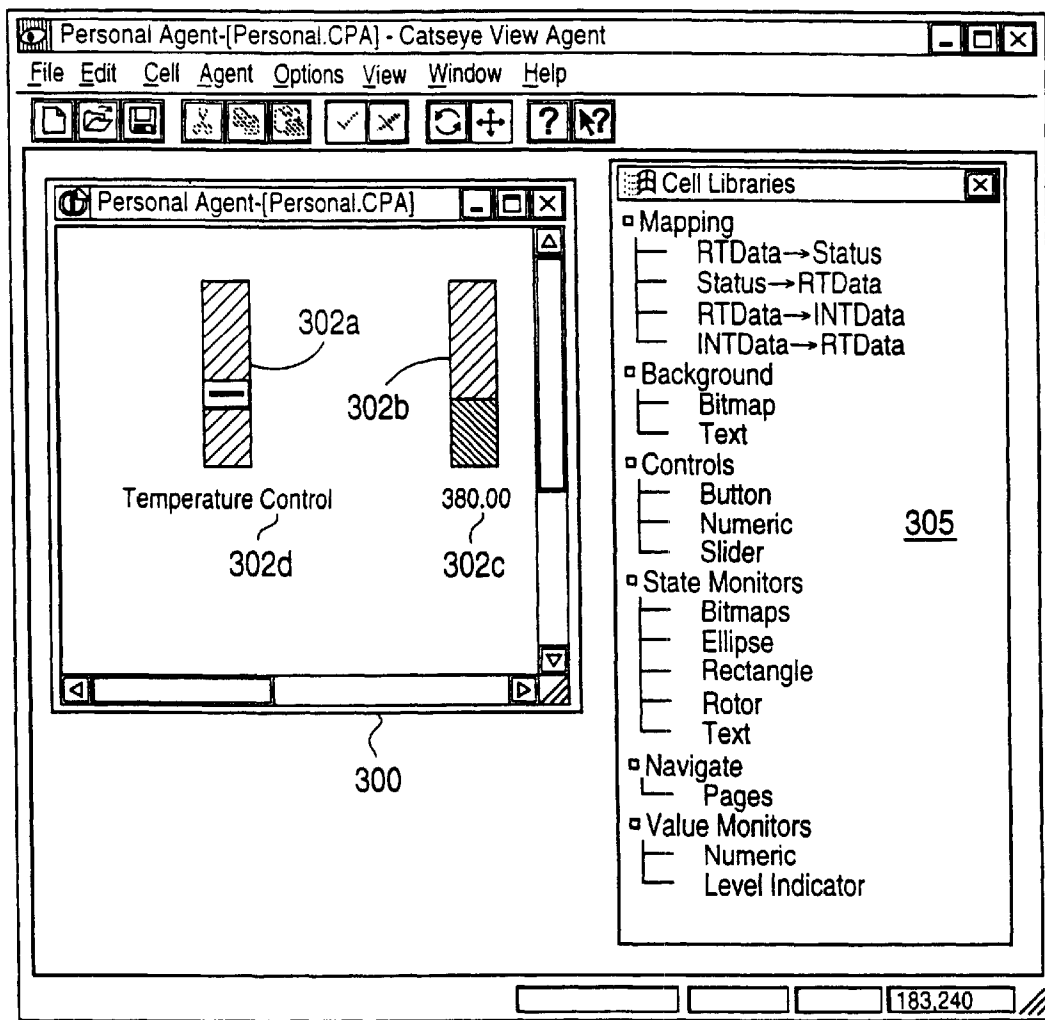 Personal Agent-[Personal.CPA] - Catseye View Agent
File Edit Cell Agent Options View Window Help
? ?
Personal Agent-[Personal.CPA]
302a
302b
Temperature Control
380.00
302d
302c
300
Cell Libraries
Mapping
RTData→Status
Status→RTData
RTData→INTData
INTData→RTData
Background
Bitmap
Text
Controls
Button
Numeric
Slider
305
State Monitors
Bitmaps
Ellipse
Rectangle
Rotor
Text
Navigate
Pages
Value Monitors
Numeric
Level Indicator
183,240